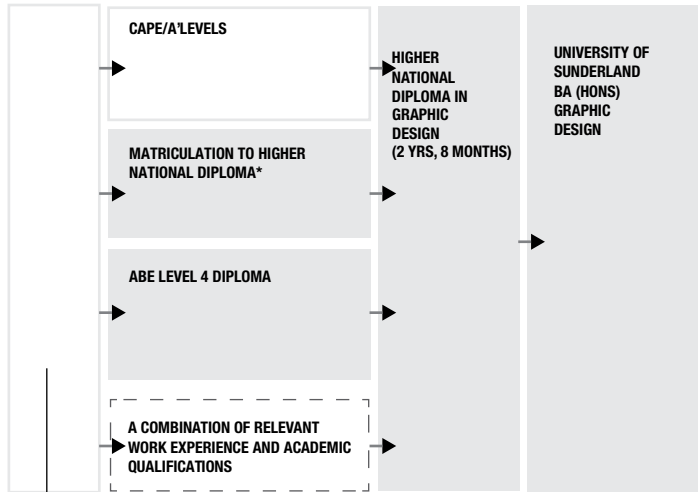 CAPE/A'LEVELS
MATRICULATION TO HIGHER
NATIONAL DIPLOMA*
ABE LEVEL 4 DIPLOMA
A COMBINATION OF RELEVANT
WORK EXPERIENCE AND ACADEMIC
QUALIFICATIONS
HIGHER
NATIONAL
DIPLOMA IN
GRAPHIC
DESIGN
(2 YRS, 8 MONTHS)
UNIVERSITY OF
SUNDERLAND
BA (HONS)
GRAPHIC
DESIGN